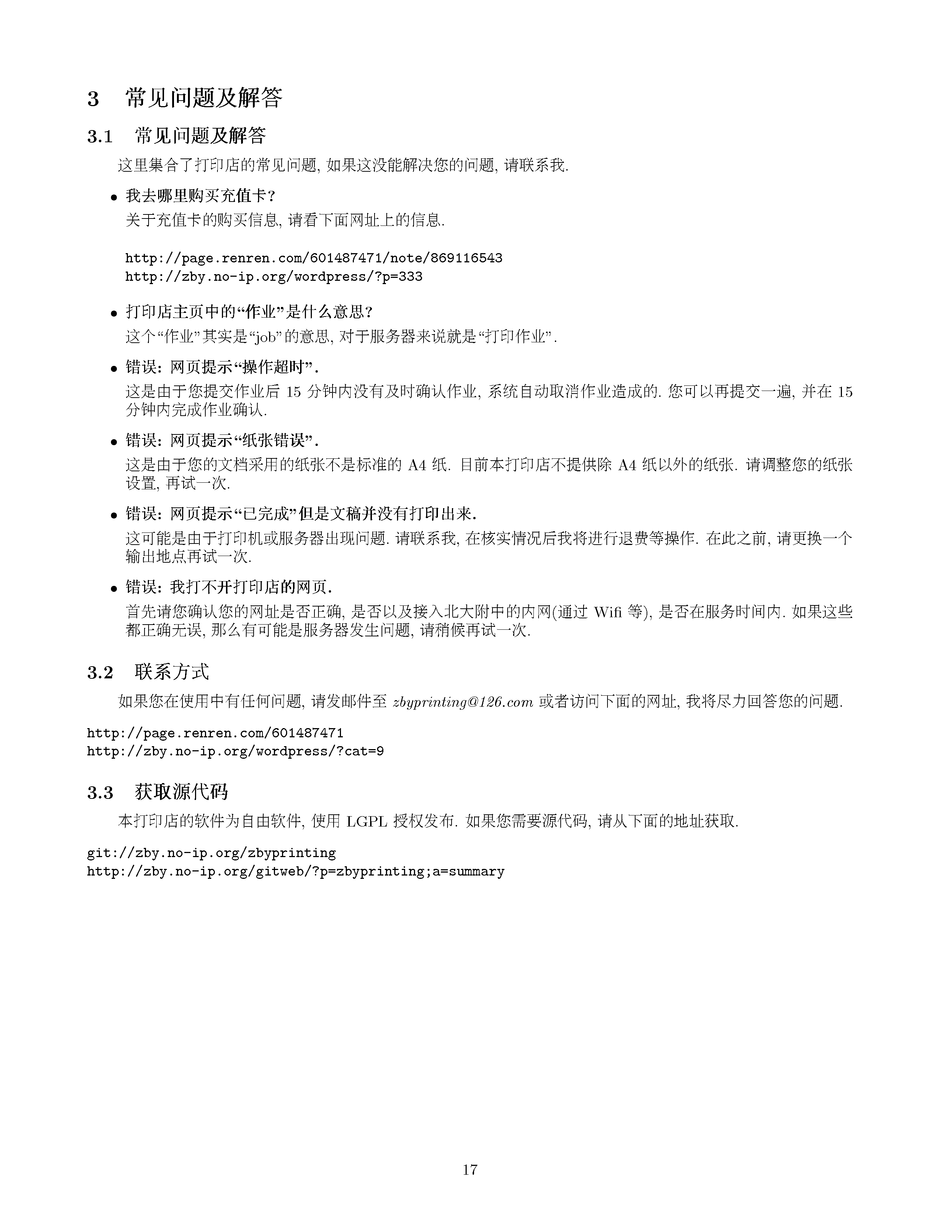 3 常见问题及解答
3.1 常见问题及解答
这里集合了打印店的常见问题, 如果这没能解决您的问题, 请联系我.
• 我去哪里购买充值卡?
关于充值卡的购买信息, 请看下面网址上的信息.
http://page.renren.com/601487471/note/869116543
http://zby.no-ip.org/wordpress/?p=333
• 打印店主页中的“作业”是什么意思?
这个“作业”其实是“job”的意思, 对于服务器来说就是“打印作业”.
• 错误: 网页提示“操作超时”.
这是由于您提交作业后 15 分钟内没有及时确认作业, 系统自动取消作业造成的. 您可以再提交一遍, 并在 15
分钟内完成作业确认.
• 错误: 网页提示“纸张错误”.
这是由于您的文档采用的纸张不是标准的 A4 纸. 目前本打印店不提供除 A4 纸以外的纸张. 请调整您的纸张
设置, 再试一次.
• 错误: 网页提示“已完成”但是文稿并没有打印出来.
这可能是由于打印机或服务器出现问题. 请联系我, 在核实情况后我将进行退费等操作. 在此之前, 请更换一个
输出地点再试一次.
• 错误: 我打不开打印店的网页.
首先请您确认您的网址是否正确, 是否以及接入北大附中的内网(通过 Wifi 等), 是否在服务时间内. 如果这些
都正确无误, 那么有可能是服务器发生问题, 请稍候再试一次.
3.2 联系方式
如果您在使用中有任何问题, 请发邮件至 zbyprinting@126.com 或者访问下面的网址, 我将尽力回答您的问题.
http://page.renren.com/601487471
http://zby.no-ip.org/wordpress/?cat=9
3.3 获取源代码
本打印店的软件为自由软件, 使用 LGPL 授权发布. 如果您需要源代码, 请从下面的地址获取.
git://zby.no-ip.org/zbyprinting
http://zby.no-ip.org/gitweb/?p=zbyprinting;a=summary
17